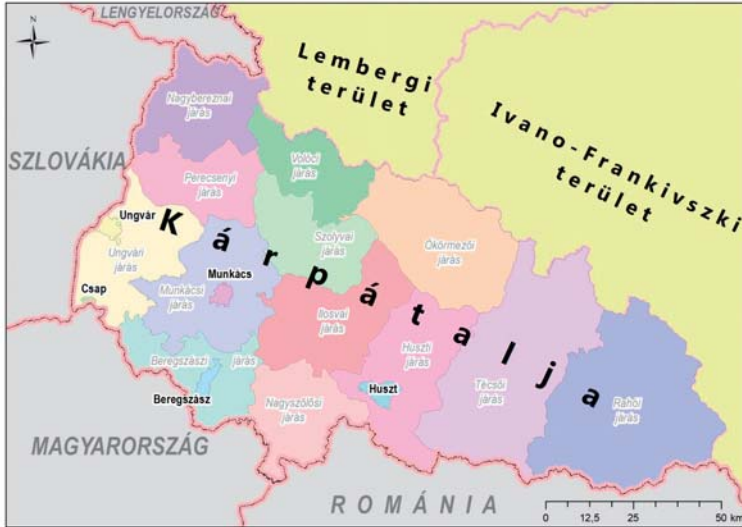 LENGYELORSZÁG
N
Lembergi
terület
Ivano-Frankivszki
terület
Nagybereznai
járás
SZLOVÁKIA
Volóci
járás
Perecsenyi
járás
Ungvár
Kárpátalja
Szolyvai
járás
Ökörmezői
járás
Ungvári
járás
Munkács
Csap
Munkácsi
járás
Ilosvai
járás
Huszti
járás
Técsői
járás
Rahói
járás
Beregszászi járás
Beregszász
Huszt
Nagyszőlősi
járás
MAGYARORSZÁG
ROMÁNIA
0 12,5 25 50 km